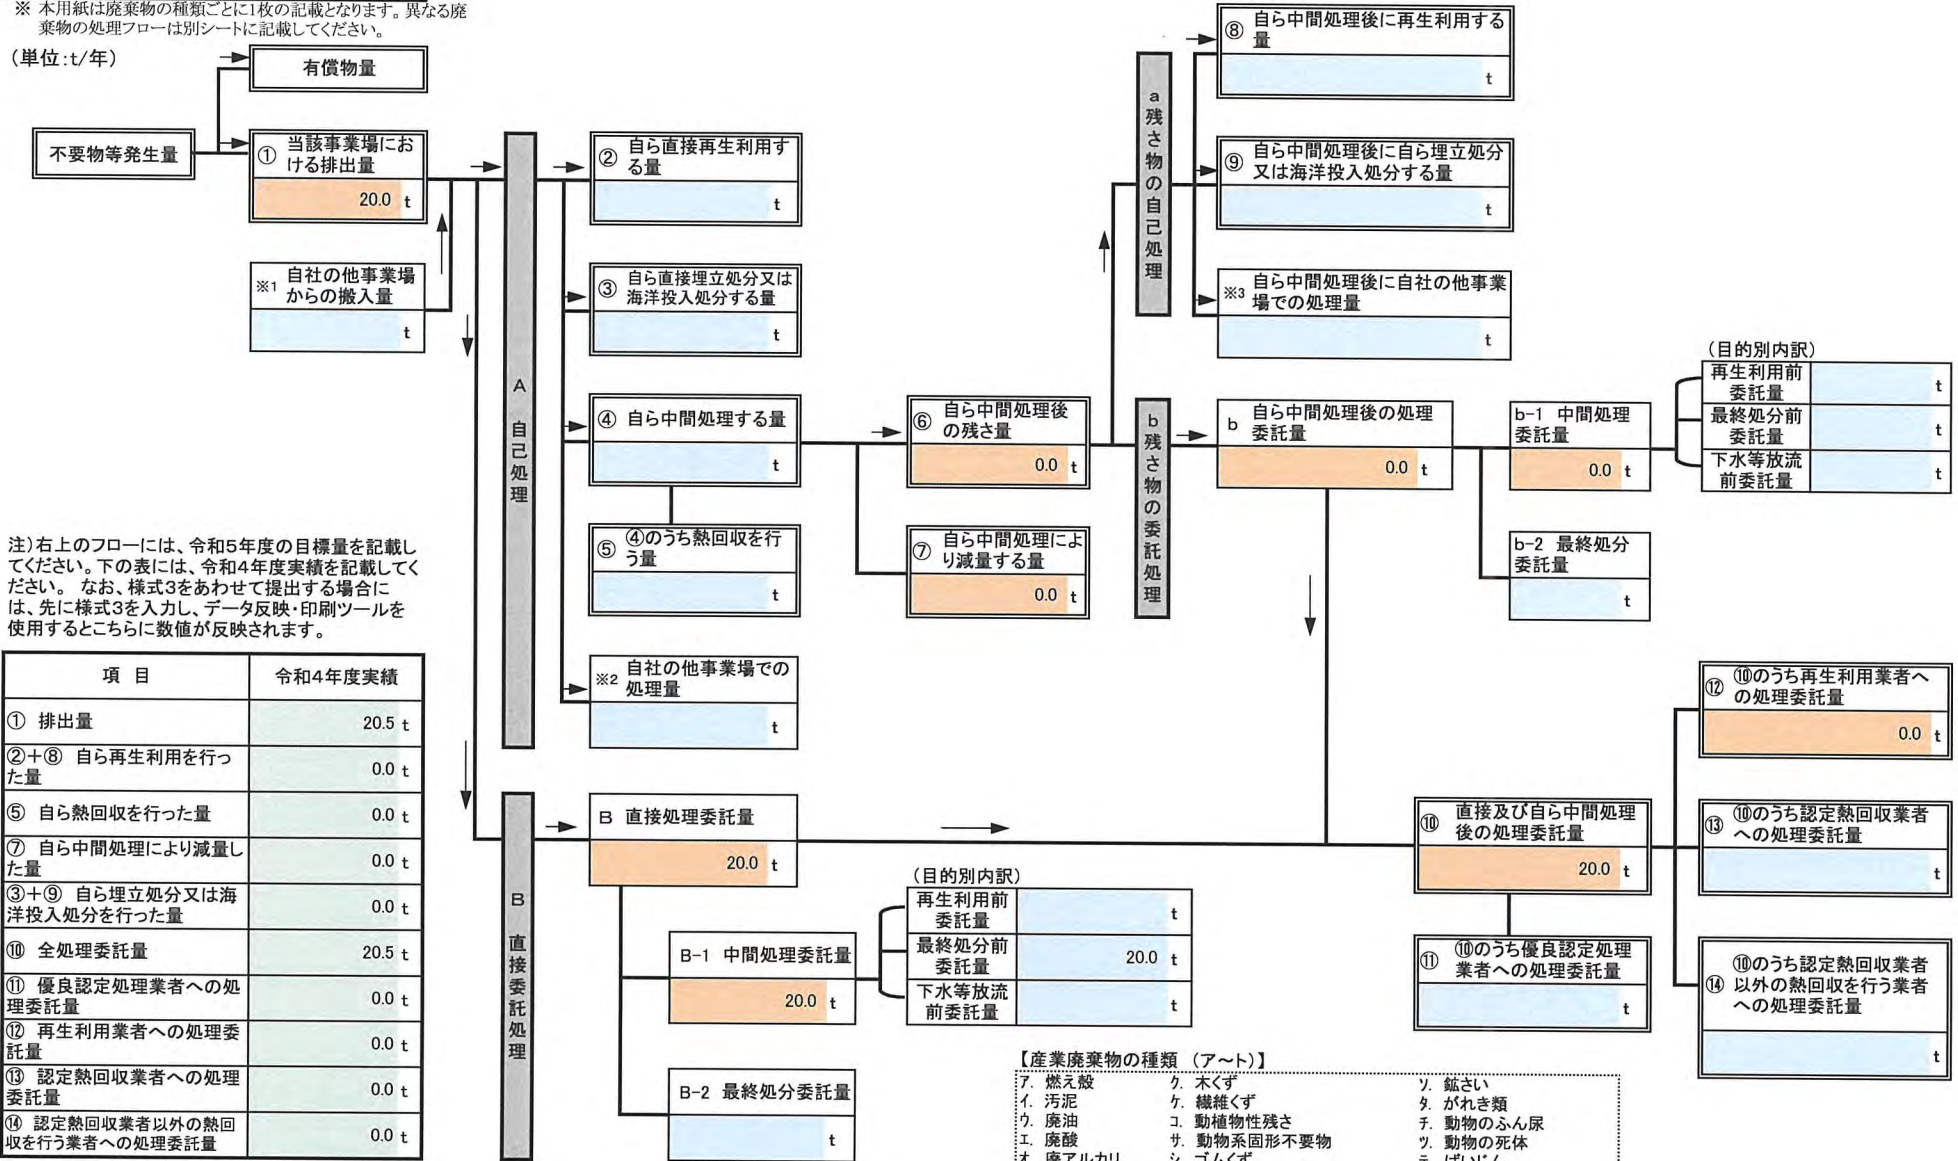 ※ 本用紙は廃棄物の種類ごとに1枚の記載となります。異なる廃
棄物の処理フローは別シートに記載してください。
(単位:t/年)
有償物量
不要物等発生量
① 当該事業場にお
ける排出量
20.0 t
※1 自社の他事業場
からの搬入量
t
A 自己処理
② 自ら直接再生利用す
る量
t
③ 自ら直接埋立処分又は
海洋投入処分する量
t
④ 自ら中間処理する量
t
⑤ ④のうち熱回収を行
う量
t
※2 自社の他事業場での
処理量
t
⑥ 自ら中間処理後
の残さ量
0.0 t
⑦ 自ら中間処理によ
り減量する量
0.0 t
a 残さ物の自己処理
⑧ 自ら中間処理後に再生利用する
量
t
⑨ 自ら中間処理後に自ら埋立処分
又は海洋投入処分する量
t
※3 自ら中間処理後に自社の他事業
場での処理量
t
b 残さ物の委託処理
b 自ら中間処理後の処理
委託量
0.0 t
b-1 中間処理
委託量
0.0 t
(目的別内訳)
再生利用前
委託量
t
最終処分前
委託量
t
下水等放流
前委託量
t
b-2 最終処分
委託量
t
注)右上のフローには、令和5年度の目標量を記載し
てください。下の表には、令和4年度実績を記載してく
ださい。 なお、様式3をあわせて提出する場合に
は、先に様式3を入力し、データ反映・印刷ツールを
使用するとこちらに数値が反映されます。
項 目 令和4年度実績
① 排出量 20.5 t
②+⑧ 自ら再生利用を行っ
た量
0.0 t
⑤ 自ら熱回収を行った量 0.0 t
⑦ 自ら中間処理により減量し
た量
0.0 t
③+⑨ 自ら埋立処分又は海
洋投入処分を行った量
0.0 t
⑩ 全処理委託量 20.5 t
⑪ 優良認定処理業者への処
理委託量
0.0 t
⑫ 再生利用業者への処理委
託量
0.0 t
⑬ 認定熱回収業者への処理
委託量
0.0 t
⑭ 認定熱回収業者以外の熱回
収を行う業者への処理委託量
0.0 t
B 直接委託処理
B 直接処理委託量
20.0 t
B-1 中間処理委託量
20.0 t
(目的別内訳)
再生利用前
委託量
t
最終処分前
委託量
20.0 t
下水等放流
前委託量
t
B-2 最終処分委託量
t
⑩ 直接及び自ら中間処理
後の処理委託量
20.0 t
⑪ ⑩のうち優良認定処理
業者への処理委託量
t
⑫ ⑩のうち再生利用業者へ
の処理委託量
0.0 t
⑬ ⑩のうち認定熱回収業者
への処理委託量
t
⑭ ⑩のうち認定熱回収業者
以外の熱回収を行う業者
への処理委託量
t
【産業廃棄物の種類 (ア～ト)】
ア. 燃え殻 ク. 木くず ソ. 鉱さい
イ. 汚泥 ケ. 繊維くず タ. がれき類
ウ. 廃油 コ. 動植物性残さ チ. 動物のふん尿
エ. 廃酸 サ. 動物系固形不要物 ツ. 動物の死体
オ. 廃アルカリ シ. ゴムくず テ. ばいじん